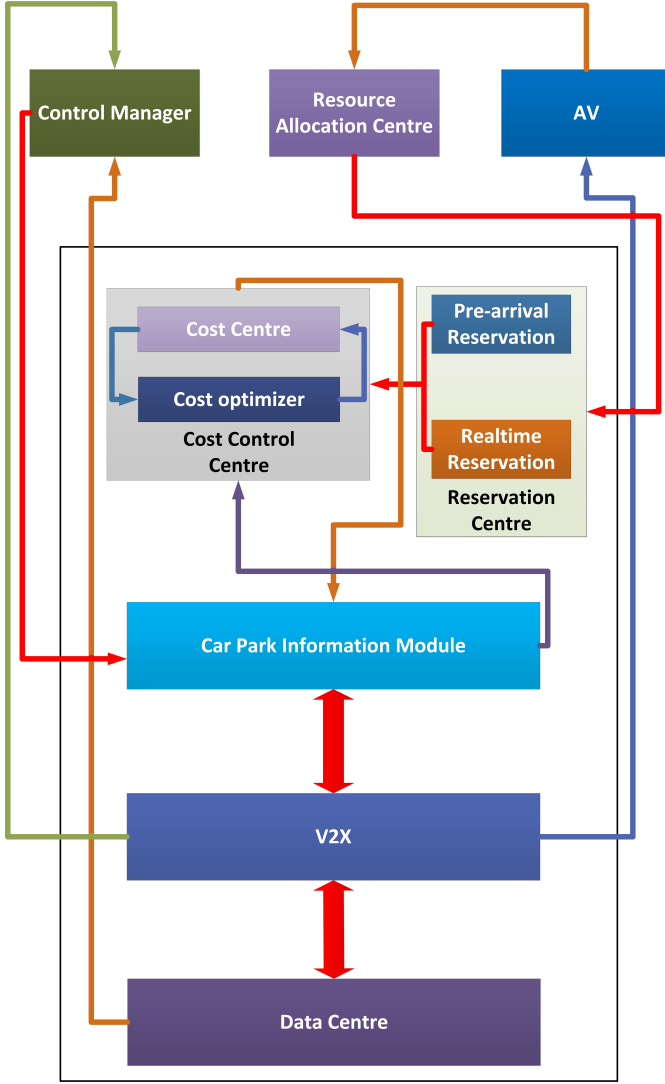 Control Manager
Resource
Allocation Centre
AV
Cost Centre
Cost optimizer
Cost Control
Centre
Pre-arrival
Reservation
Realtime
Reservation
Reservation
Centre
Car Park Information Module
V2X
Data Centre